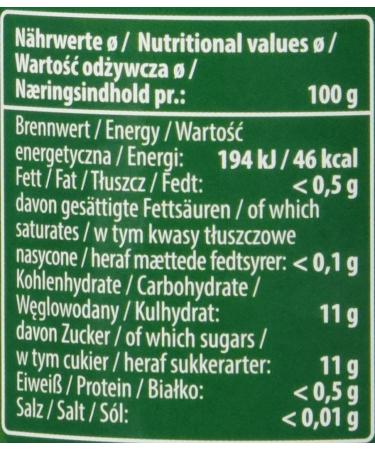 Nährwerte ø / Nutritional values ø /
Wartość odżywcza ø /
Næringsindhold pr.: 100 g
Brennwert / Energy / Wartość
energetyczna / Energi: 194 kJ / 46 kcal
Fett / Fat / Tłuszcz / Fedt: < 0,5 g
davon gesättigte Fettsäuren / of which
saturates / w tym kwasy tłuszczowe
nasycone / heraf mættede fedtsyrer: < 0,1 g
Kohlenhydrate / Carbohydrate /
Węglowodany / Kulhydrat: 11 g
davon Zucker / of which sugars /
w tym cukier / heraf sukkerarter: 11 g
Eiweiß / Protein / Białko: < 0,5 g
Salz / Salt / Sól: < 0,01 g